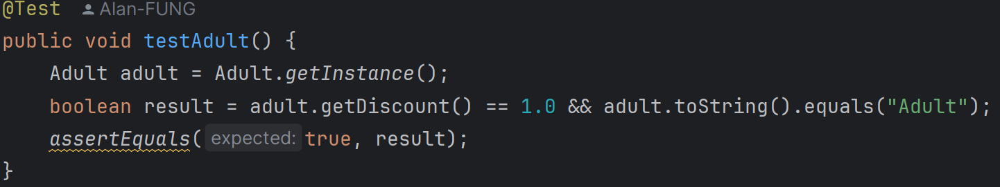 @Test Alan-FUNG
public void testAdult() {
    Adult adult = Adult.getInstance();
    boolean result = adult.getDiscount() == 1.0 && adult.toString().equals("Adult");
    assertEquals( expected: true, result);
}